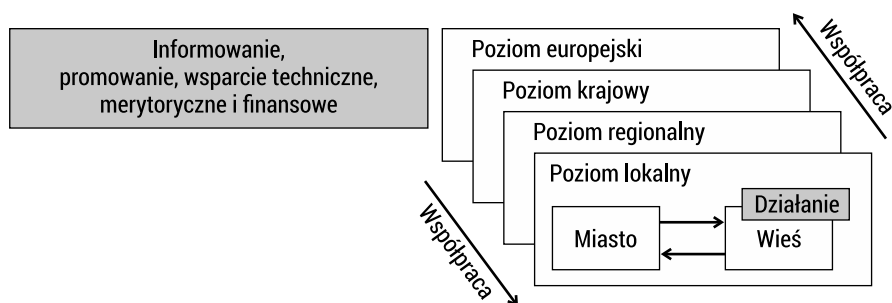 Informowanie,
promowanie, wsparcie techniczne,
merytoryczne i finansowe
Poziom europejski
Poziom krajowy
Poziom regionalny
Poziom lokalny
Działanie
Miasto
Wieś
Współpraca
Współpraca